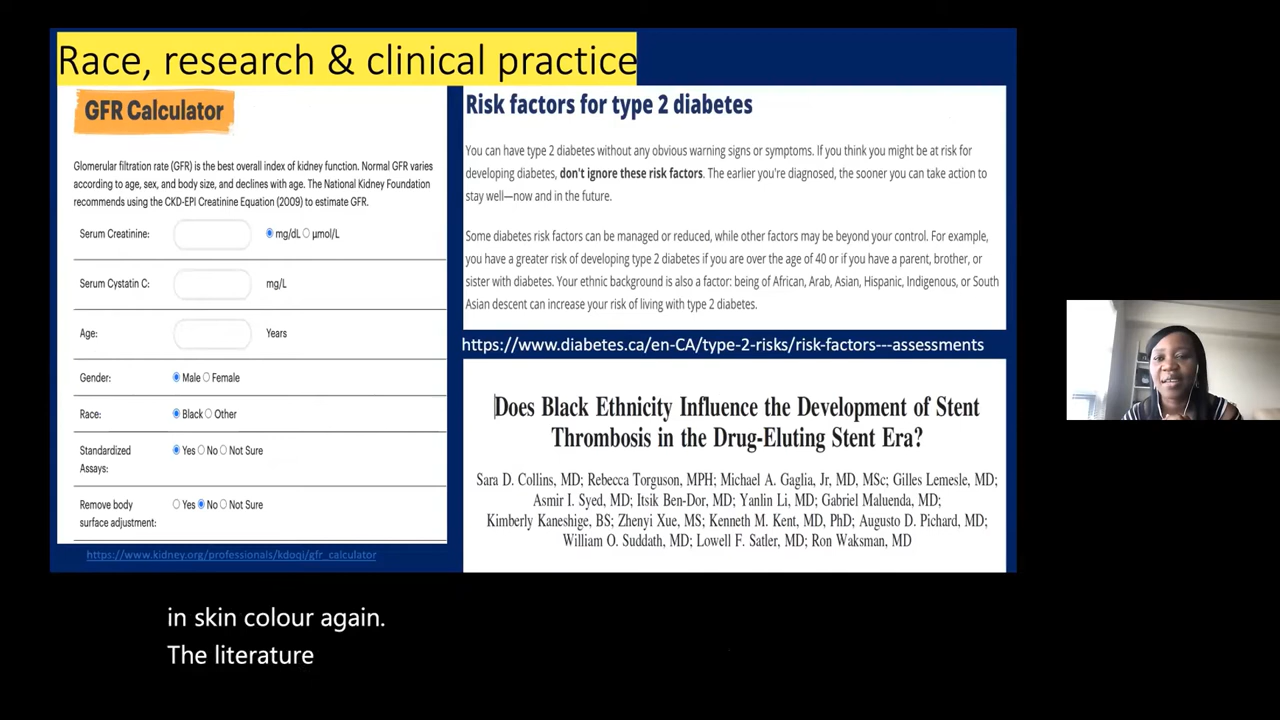 Race, research & clinical practice
GFR Calculator
Glomerular filtration rate (GFR) is the best overall index of kidney function. Normal GFR varies
according to age, sex, and body size, and declines with age. The National Kidney Foundation
recommends using the CKD-EPI Creatinine Equation (2009) to estimate GFR.
Serum Creatinine: mg/dL μmol/L
Serum Cystatin C: mg/L
Age: Years
Gender: Male Female
Race: Black Other
Standardized Yes No Not Sure
Assays:
Remove body Yes No Not Sure
surface adjustment:
https://www.kidney.org/professionals/kdoqi/gfr_calculator
Risk factors for type 2 diabetes
You can have type 2 diabetes without any obvious warning signs or symptoms. If you think you might be at risk for
developing diabetes, don't ignore these risk factors. The earlier you're diagnosed, the sooner you can take action to
stay well—now and in the future.
Some diabetes risk factors can be managed or reduced, while other factors may be beyond your control. For example,
you have a greater risk of developing type 2 diabetes if you are over the age of 40 or if you have a parent, brother, or
sister with diabetes. Your ethnic background is also a factor: being of African, Arab, Asian, Hispanic, Indigenous, or South
Asian descent can increase your risk of living with type 2 diabetes.
https://www.diabetes.ca/en-CA/type-2-risks/risk-factors---assessments
Does Black Ethnicity Influence the Development of Stent
Thrombosis in the Drug-Eluting Stent Era?
Sara D. Collins, MD; Rebecca Torguson, MPH; Michael A. Gaglia, Jr, MD, MSc; Gilles Lemesle, MD;
Asmir I. Syed, MD; Itsik Ben-Dor, MD; Yanlin Li, MD; Gabriel Maluenda, MD;
Kimberly Kaneshige, BS; Zhenyi Xue, MS; Kenneth M. Kent, MD, PhD; Augusto D. Pichard, MD;
William O. Suddath, MD; Lowell F. Satler, MD; Ron Waksman, MD
in skin colour again.
The literature